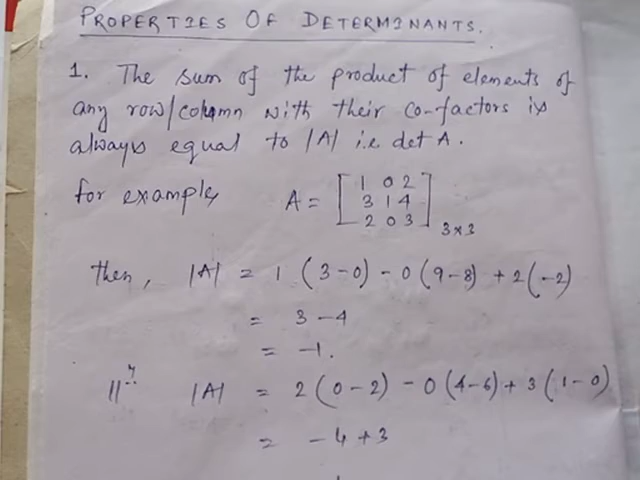 PROPERTIES OF DETERMINANTS.
1. The sum of the product of elements of
any row/column with their co-factors is
always equal to |A| i.e. det A.
for example, A = [1 0 2
3 1 4
2 0 3] 3x3
then, |A| = 1 (3-0) - 0 (9-8) + 2(-2)
= 3 - 4
= -1.
||ly |A| = 2 (0-2) - 0 (4-6) + 3 (1-0)
= -4 + 3